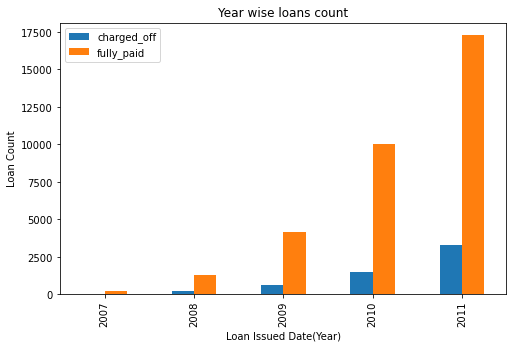 Year wise loans count
charged_off
fully_paid
17500
15000
12500
10000
7500
5000
2500
0
Loan Count
2007
2008
2009
2010
2011
Loan Issued Date(Year)